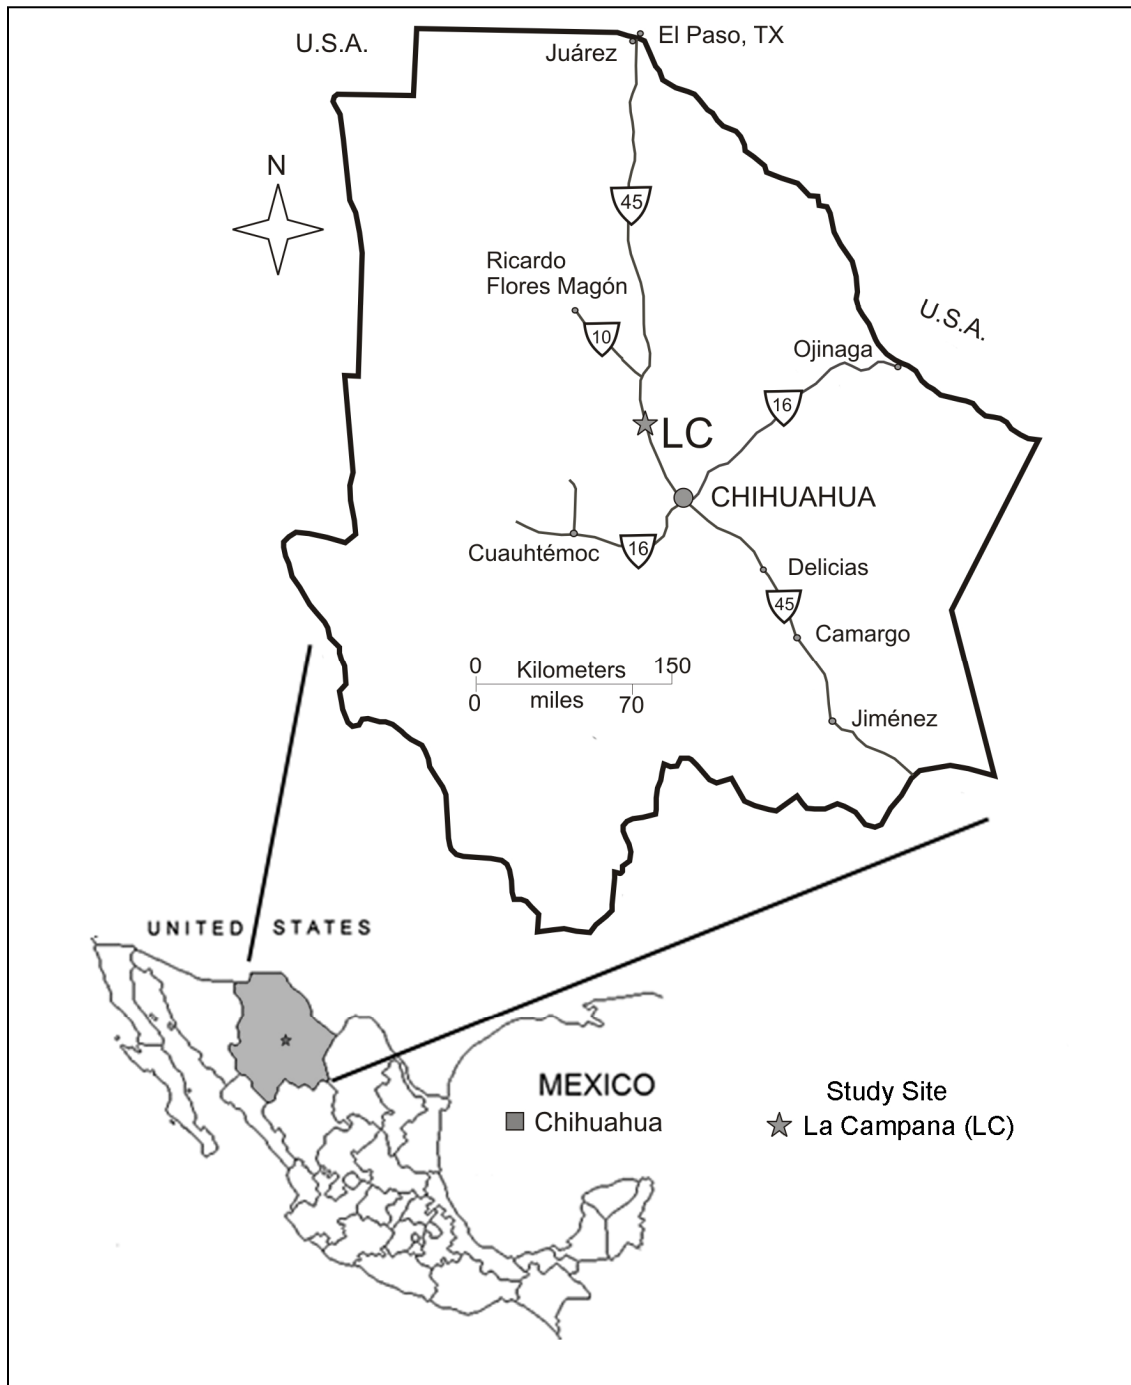 U.S.A.
El Paso, TX
Juárez
N
45
Ricardo
Flores Magón
10
U.S.A.
Ojinaga
16
LC
CHIHUAHUA
16
Cuauhtémoc
Delicias
45
Camargo
0 Kilometers 150
0 miles 70
Jiménez
UNITED STATES
MEXICO
Chihuahua
Study Site
La Campana (LC)